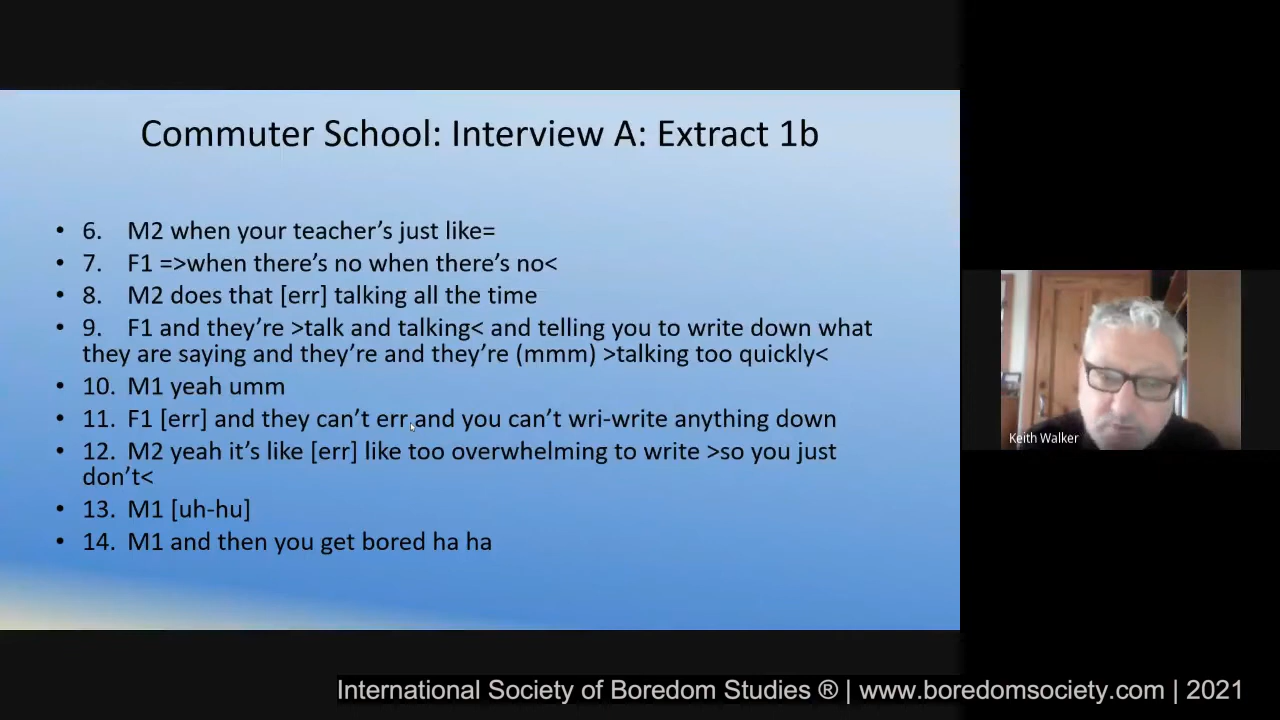 Commuter School: Interview A: Extract 1b
• 6. M2 when your teacher’s just like=
• 7. F1 =>when there’s no when there’s no<
• 8. M2 does that [err] talking all the time
• 9. F1 and they’re >talk and talking< and telling you to write down what
they are saying and they’re and they’re (mmm) >talking too quickly<
• 10. M1 yeah umm
• 11. F1 [err] and they can’t err and you can’t wri-write anything down
• 12. M2 yeah it’s like [err] like too overwhelming to write >so you just
don’t<
• 13. M1 [uh-hu]
• 14. M1 and then you get bored ha ha
Keith Walker
International Society of Boredom Studies ® | www.boredomsociety.com | 2021